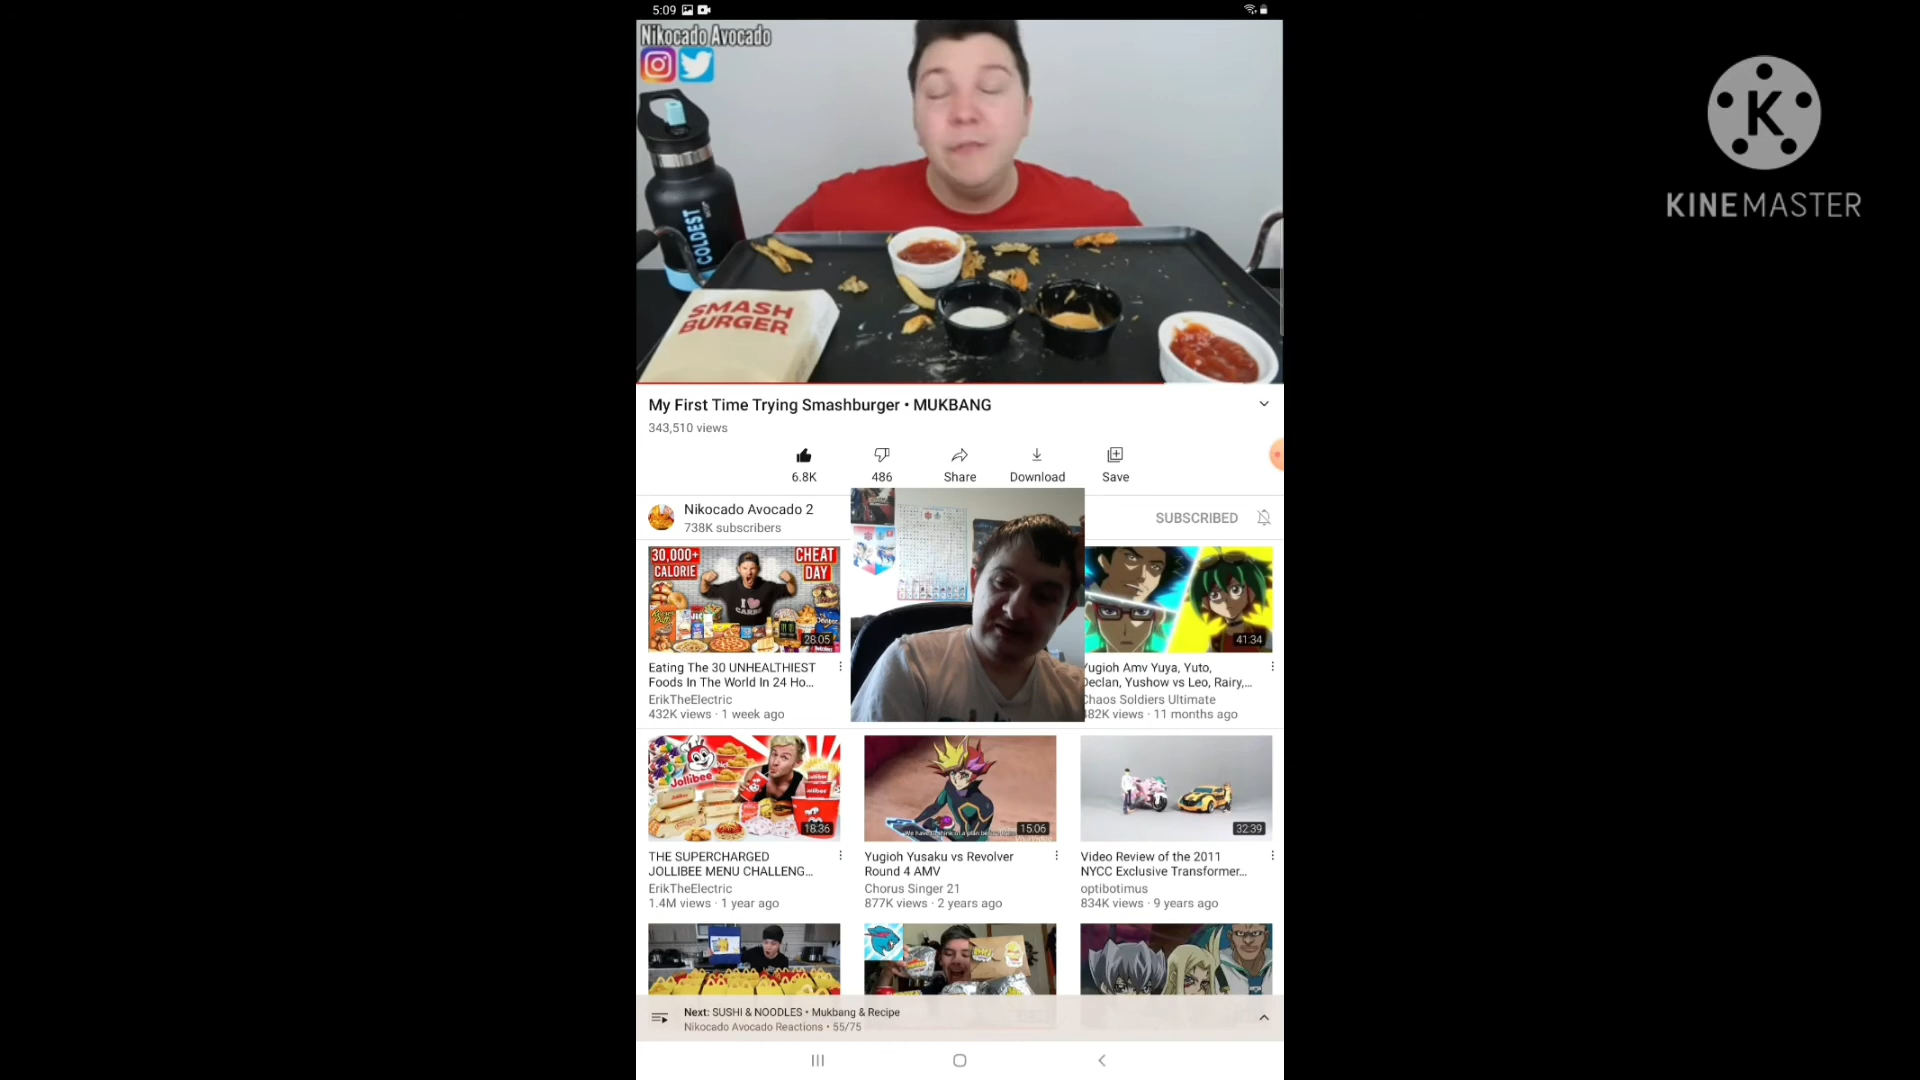 5:09
Nikocado Avocado
COLDEST
SMASH
BURGER
KINEMASTER
My First Time Trying Smashburger • MUKBANG
343,510 views
6.8K
486
Share
Download
Save
Nikocado Avocado 2
738K subscribers
SUBSCRIBED
30,000+
CALORIE
CHEAT
DAY
28:05
41:34
Eating The 30 UNHEALTHIEST
Foods In The World In 24 Ho...
ErikTheElectric
432K views · 1 week ago
Yugioh Amv Yuya, Yuto,
Declan, Yushow vs Leo, Rairy,...
Chaos Soldiers Ultimate
82K views · 11 months ago
Jollibee
18:36
15:06
32:39
THE SUPERCHARGED
JOLLIBEE MENU CHALLENG...
ErikTheElectric
1.4M views · 1 year ago
Yugioh Yusaku vs Revolver
Round 4 AMV
Chorus Singer 21
877K views · 2 years ago
Video Review of the 2011
NYCC Exclusive Transformer...
optibotimus
834K views · 9 years ago
Next: SUSHI & NOODLES • Mukbang & Recipe
Nikocado Avocado Reactions • 55/75